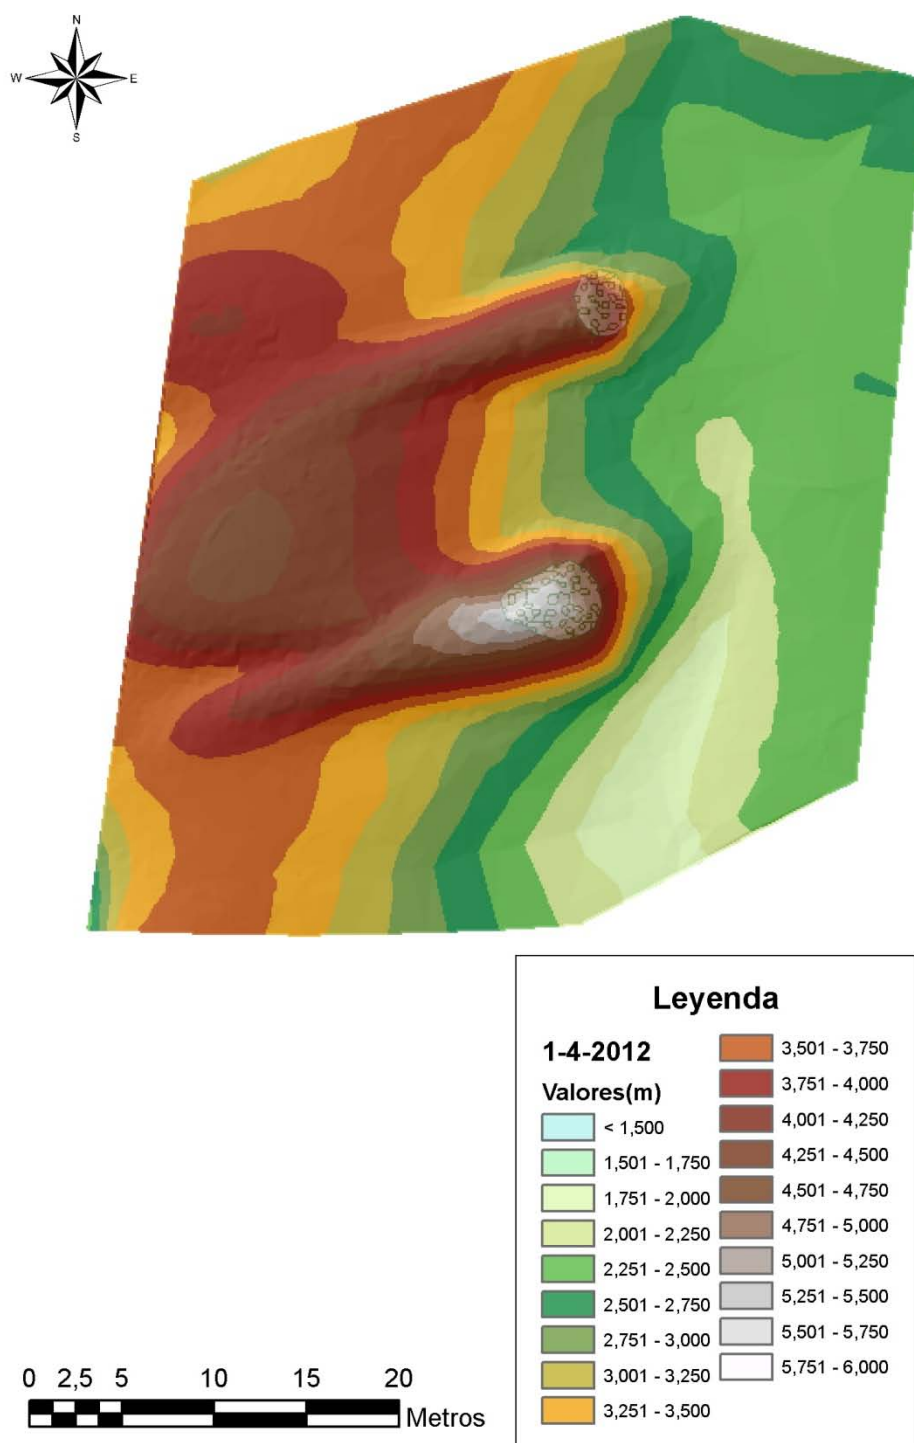 N
W E
S
Leyenda
1-4-2012
Valores(m)
< 1,500
1,501 - 1,750
1,751 - 2,000
2,001 - 2,250
2,251 - 2,500
2,501 - 2,750
2,751 - 3,000
3,001 - 3,250
3,251 - 3,500
3,501 - 3,750
3,751 - 4,000
4,001 - 4,250
4,251 - 4,500
4,501 - 4,750
4,751 - 5,000
5,001 - 5,250
5,251 - 5,500
5,501 - 5,750
5,751 - 6,000
0 2,5 5 10 15 20
Metros